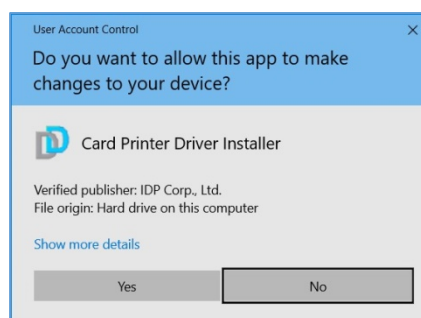 User Account Control
Do you want to allow this app to make
changes to your device?
Card Printer Driver Installer
Verified publisher: IDP Corp., Ltd.
File origin: Hard drive on this computer
Show more details
Yes
No